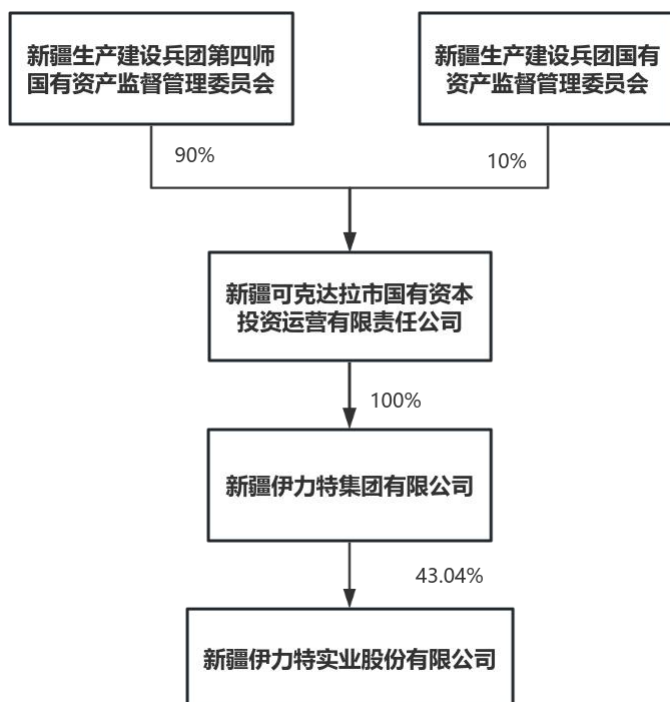 新疆生产建设兵团第四师
国有资产监督管理委员会
新疆生产建设兵团国有
资产监督管理委员会
90%
10%
新疆可克达拉市国有资本
投资运营有限责任公司
100%
新疆伊力特集团有限公司
43.04%
新疆伊力特实业股份有限公司